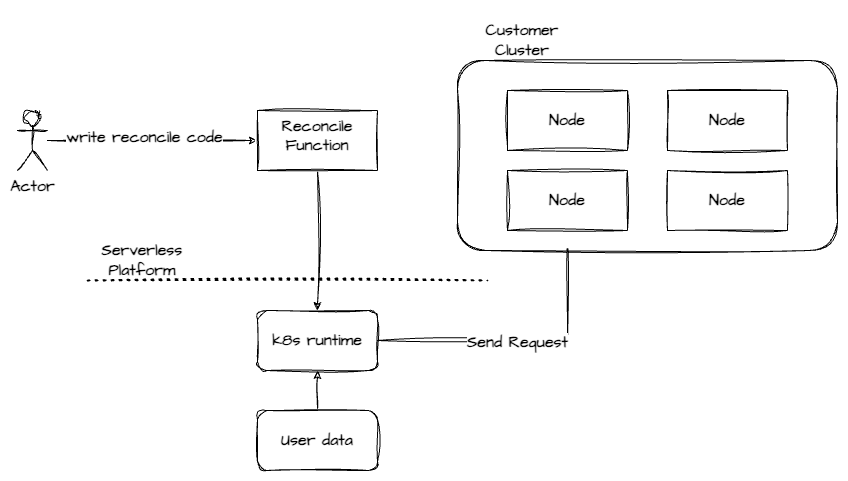 Customer
Cluster
Node
Node
Reconcile
Function
write reconcile code
Actor
Node
Node
Serverless
Platform
k8s runtime
Send Request
User data